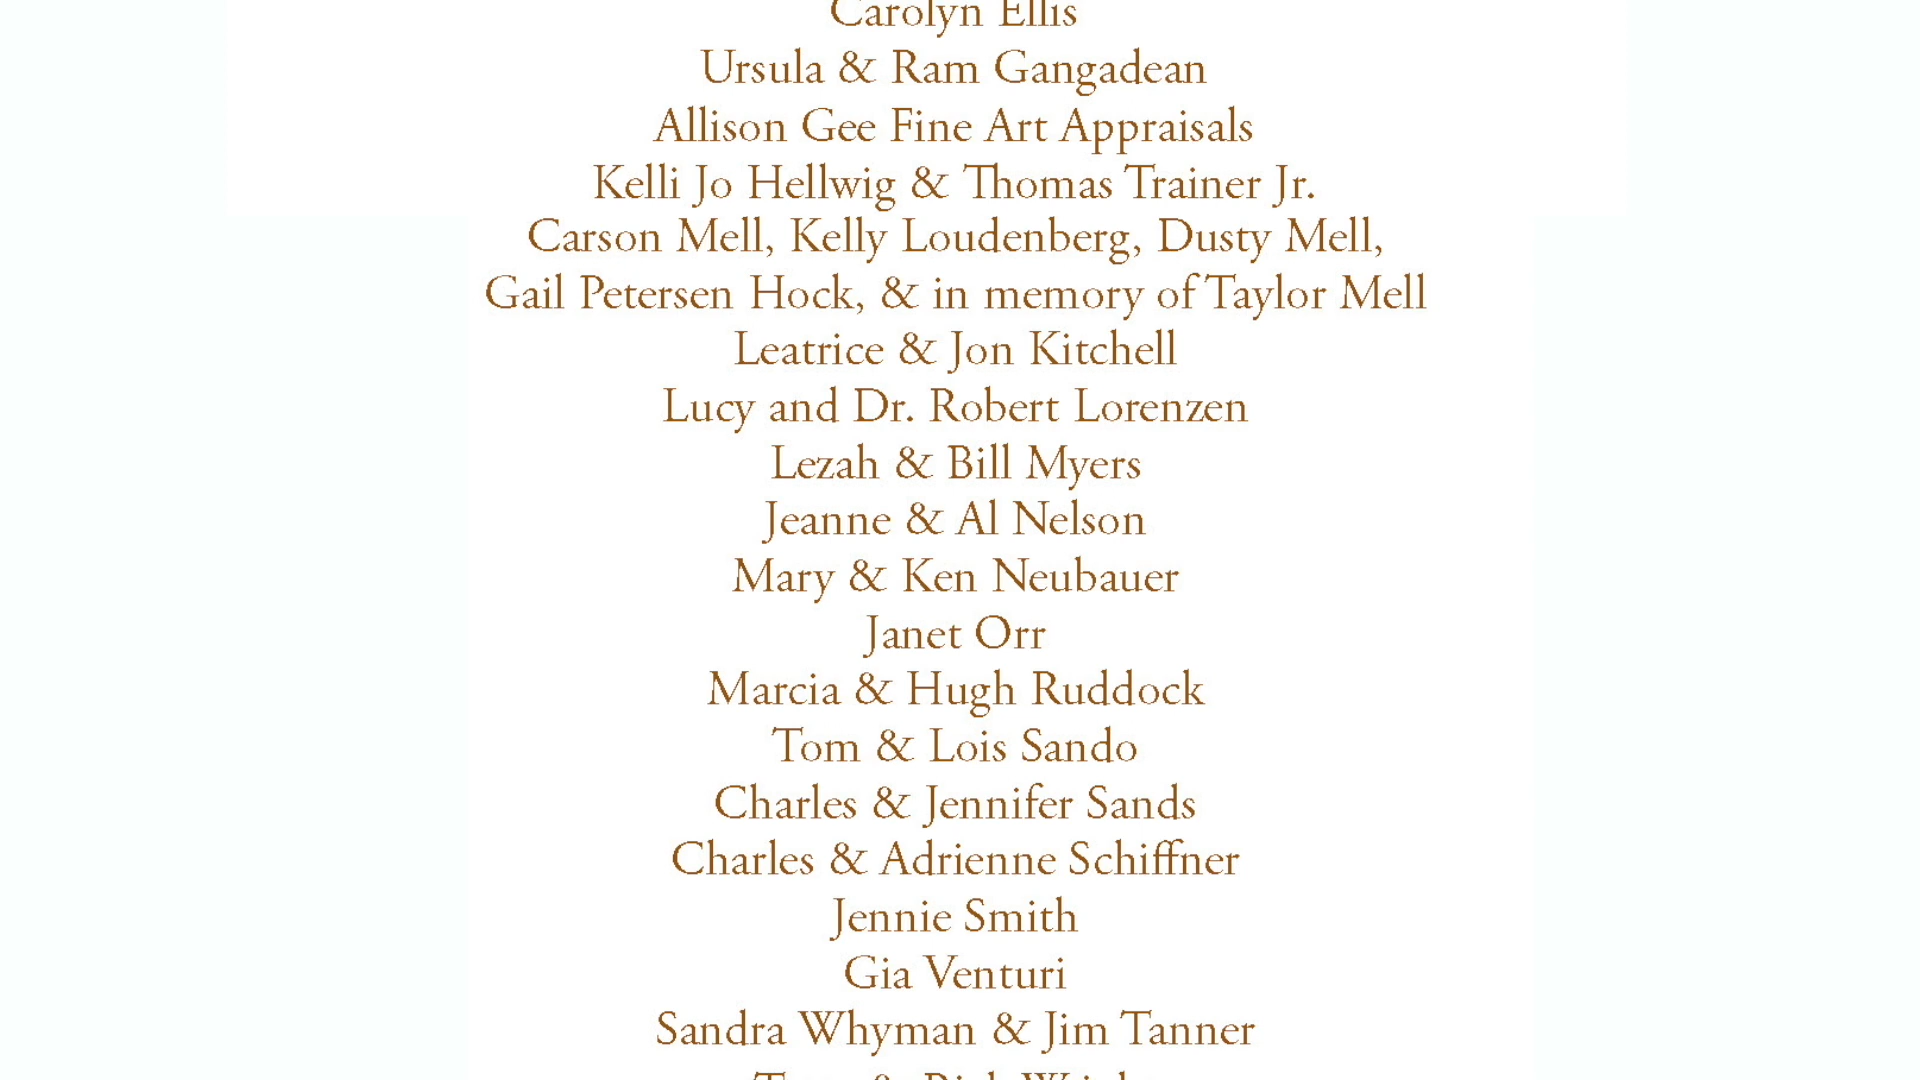 Carolyn Ellis
Ursula & Ram Gangadean
Allison Gee Fine Art Appraisals
Kelli Jo Hellwig & Thomas Trainer Jr.
Carson Mell, Kelly Loudenberg, Dusty Mell,
Gail Petersen Hock, & in memory of Taylor Mell
Leatrice & Jon Kitchell
Lucy and Dr. Robert Lorenzen
Lezah & Bill Myers
Jeanne & Al Nelson
Mary & Ken Neubauer
Janet Orr
Marcia & Hugh Ruddock
Tom & Lois Sando
Charles & Jennifer Sands
Charles & Adrienne Schiffner
Jennie Smith
Gia Venturi
Sandra Whyman & Jim Tanner